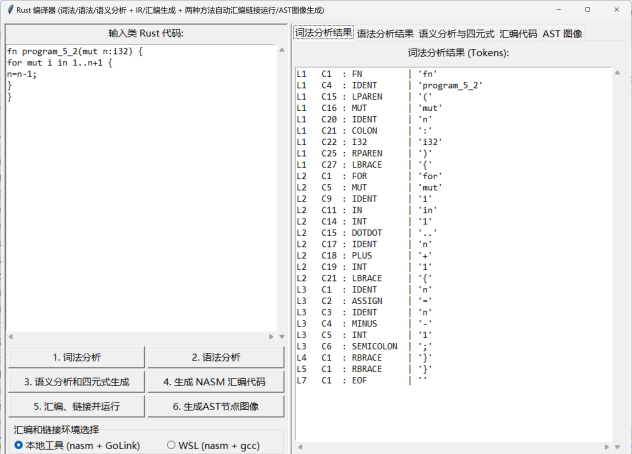 Rust 编译器 (词法/语法/语义分析 + IR/汇编生成 + 两种方法自动汇编链接运行/AST图像生成)
输入类 Rust 代码:
fn program_5_2(mut n:i32) {
for mut i in 1..n+1 {
n=n-1;
}
}
1. 词法分析
2. 语法分析
3. 语义分析和四元式生成
4. 生成 NASM 汇编代码
5. 汇编、链接并运行
6. 生成AST节点图像
汇编和链接环境选择
本地工具 (nasm + GoLink)
WSL (nasm + gcc)
词法分析结果 语法分析结果 语义分析与四元式 汇编代码 AST 图像
词法分析结果 (Tokens):
L1 C1 : FN | 'fn'
L1 C4 : IDENT | 'program_5_2'
L1 C15 : LPAREN | '('
L1 C16 : MUT | 'mut'
L1 C20 : IDENT | 'n'
L1 C21 : COLON | ':'
L1 C22 : I32 | 'i32'
L1 C25 : RPAREN | ')'
L1 C27 : LBRACE | '{'
L2 C1 : FOR | 'for'
L2 C5 : MUT | 'mut'
L2 C9 : IDENT | 'i'
L2 C11 : IN | 'in'
L2 C14 : INT | '1'
L2 C15 : DOTDOT | '..'
L2 C17 : IDENT | 'n'
L2 C18 : PLUS | '+'
L2 C19 : INT | '1'
L2 C21 : LBRACE | '{'
L3 C1 : IDENT | 'n'
L3 C2 : ASSIGN | '='
L3 C3 : IDENT | 'n'
L3 C4 : MINUS | '-'
L3 C5 : INT | '1'
L3 C6 : SEMICOLON | ';'
L4 C1 : RBRACE | '}'
L5 C1 : RBRACE | '}'
L7 C1 : EOF | ''